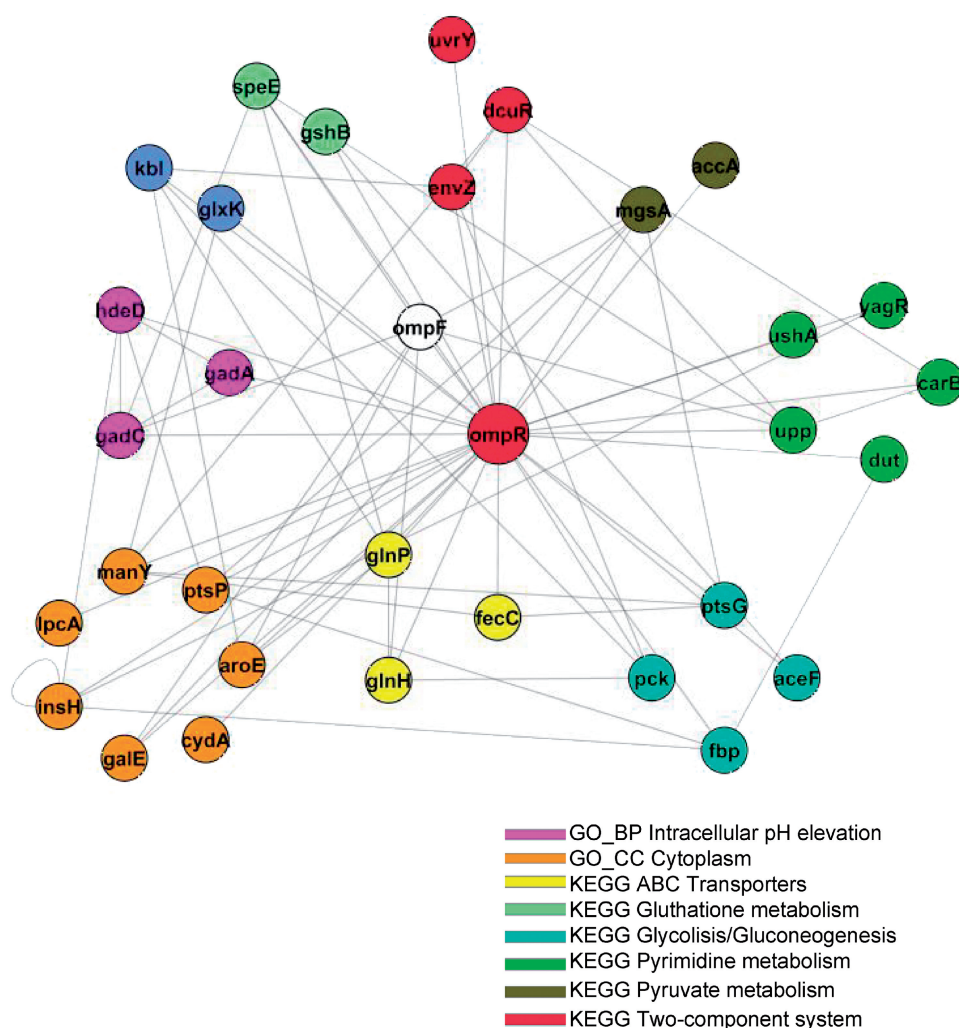 uvrY
speE
dcuR
gshB
accA
kbl
envZ
glxK
mgsA
hdeD
yagR
ompF
ushA
gadA
carB
gadC
ompR
upp
dut
glnP
manY
ptsP
ptsG
lpcA
fecC
aroE
glnH
pck
aceF
insH
cydA
galE
fbp
GO_BP Intracellular pH elevation
GO_CC Cytoplasm
KEGG ABC Transporters
KEGG Gluthatione metabolism
KEGG Glycolisis/Gluconeogenesis
KEGG Pyrimidine metabolism
KEGG Pyruvate metabolism
KEGG Two-component system